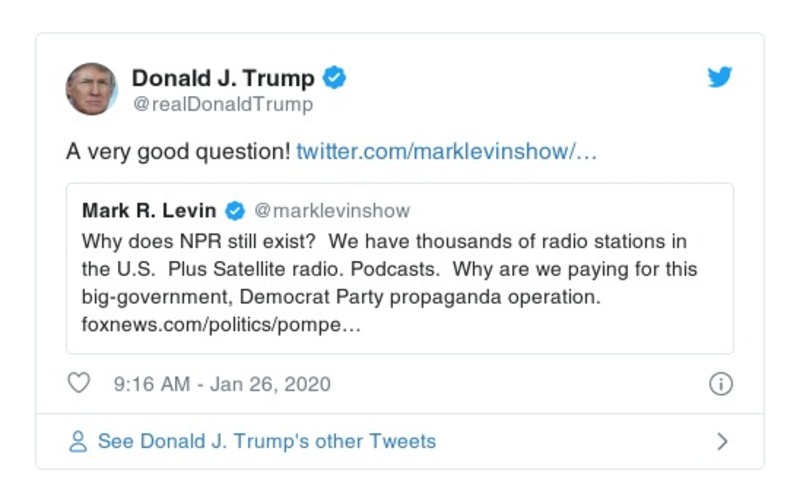 Donald J. Trump
@realDonaldTrump
A very good question! twitter.com/marklevinshow/…
Mark R. Levin @marklevinshow
Why does NPR still exist?  We have thousands of radio stations in
the U.S.  Plus Satellite radio. Podcasts.  Why are we paying for this
big-government, Democrat Party propaganda operation.
foxnews.com/politics/pompe…
9:16 AM - Jan 26, 2020
See Donald J. Trump's other Tweets